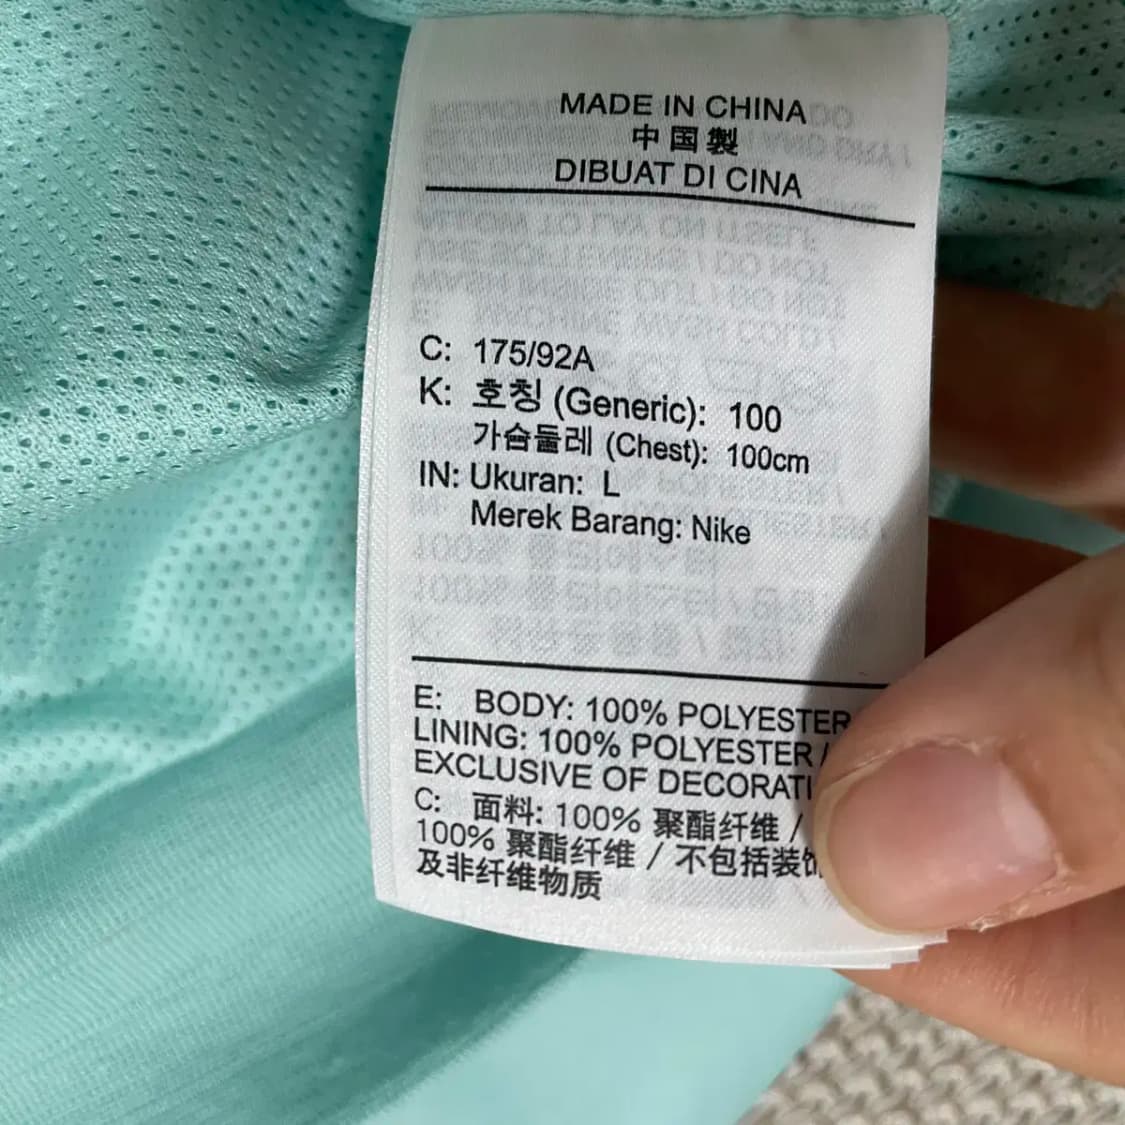 MADE IN CHINA
中国製
DIBUAT DI CINA
C: 175/92A
K: 호칭 (Generic): 100
가슴둘레 (Chest): 100cm
IN: Ukuran: L
Merek Barang: Nike
E: BODY: 100% POLYESTER
LINING: 100% POLYESTER /
EXCLUSIVE OF DECORATI
C: 面料: 100% 聚酯纤维 /
100% 聚酯纤维 / 不包括装饰
及非纤维物质